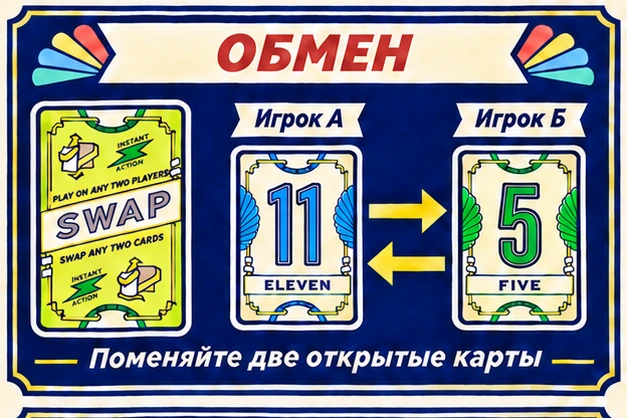 ОБМЕН
INSTANT
ACTION
PLAY ON ANY TWO PLAYERS
SWAP
SWAP ANY TWO CARDS
INSTANT
ACTION
Игрок А
11
ELEVEN
Игрок Б
5
FIVE
Поменяйте две открытые карты